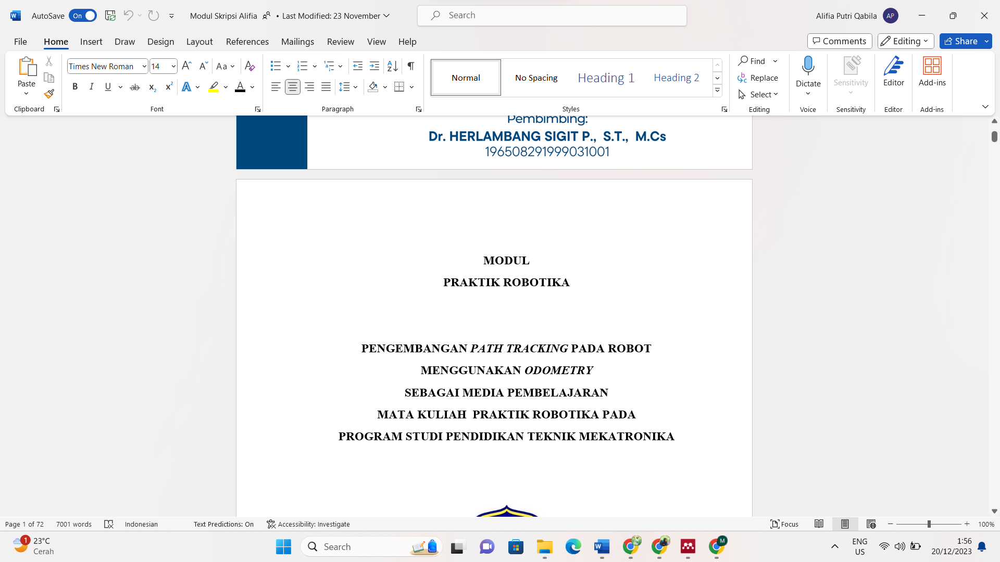 AutoSave On Modul Skripsi Alifia • Last Modified: 23 November Search Alifia Putri Qabila AP
File Home Insert Draw Design Layout References Mailings Review View Help Comments Editing Share
Paste
Clipboard
Times New Roman 14
Font
Paragraph
Normal No Spacing Heading 1 Heading 2
Styles
Find
Replace
Select
Editing
Dictate
Voice
Sensitivity
Sensitivity
Editor
Editor
Add-ins
Add-ins
Pembimbing:
Dr. HERLAMBANG SIGIT P., S.T., M.Cs
196508291999031001
MODUL
PRAKTIK ROBOTIKA
PENGEMBANGAN PATH TRACKING PADA ROBOT
MENGGUNAKAN ODOMETRY
SEBAGAI MEDIA PEMBELAJARAN
MATA KULIAH PRAKTIK ROBOTIKA PADA
PROGRAM STUDI PENDIDIKAN TEKNIK MEKATRONIKA
Page 1 of 72 7001 words Indonesian Text Predictions: On Accessibility: Investigate Focus 100%
1 23°C
Cerah
Search
M
ENG
US
1:56
20/12/2023